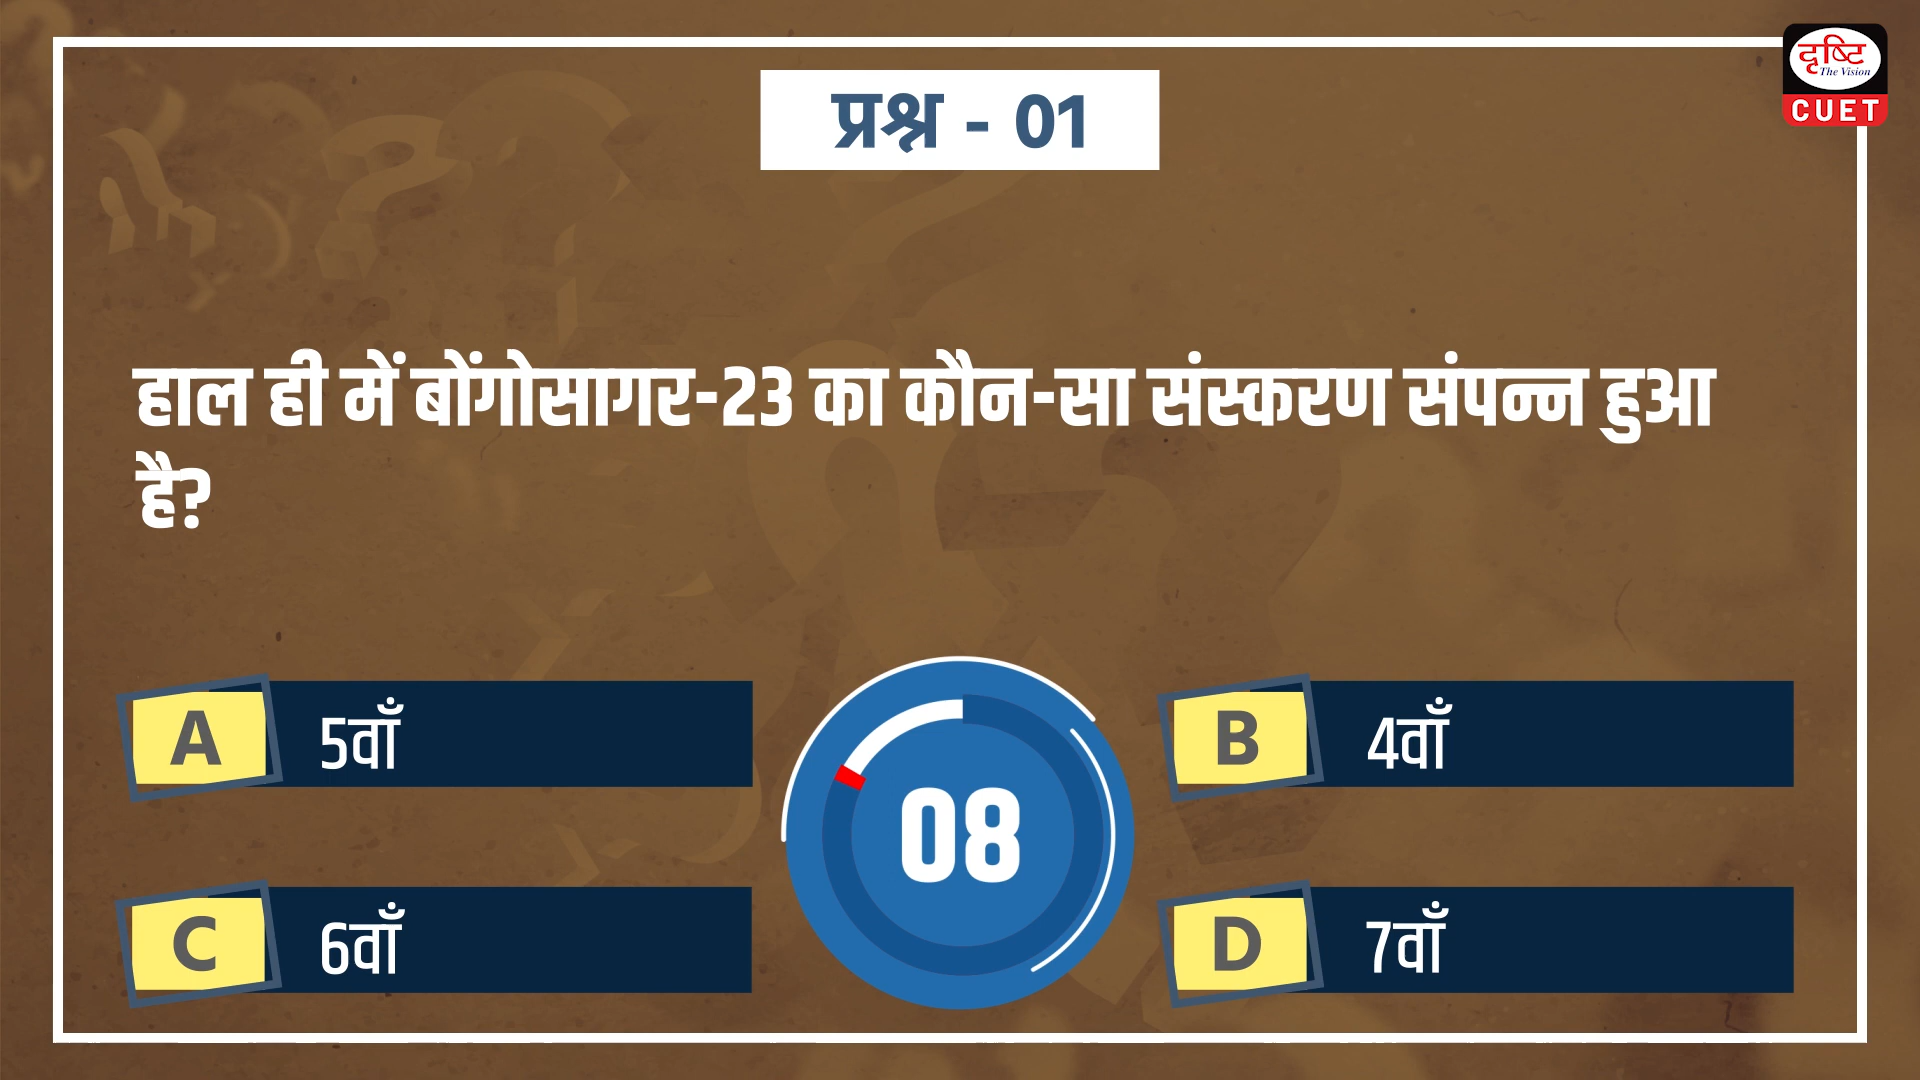 दृष्टि
The Vision
CUET
प्रश्न - 01
हाल ही में बोंगोसागर-23 का कौन-सा संस्करण संपन्न हुआ
है?
A 5वाँ
B 4वाँ
08
C 6वाँ
D 7वाँ